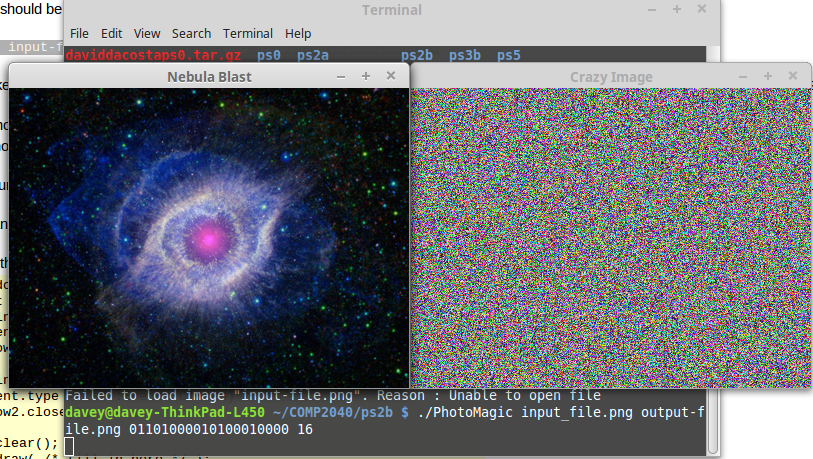 should be
Terminal
File Edit View Search Terminal Help
input-f
daviddacostaps0.tar.gz ps0 ps2a ps2b ps3b ps5
Nebula Blast
Crazy Image
Failed to load image "input-file.png". Reason : Unable to open file
ent.type
davey@davey-ThinkPad-L450 ~/COMP2040/ps2b $ ./PhotoMagic input_file.png output-f
ow2.close
ile.png 01101000010100010000 16
clear();